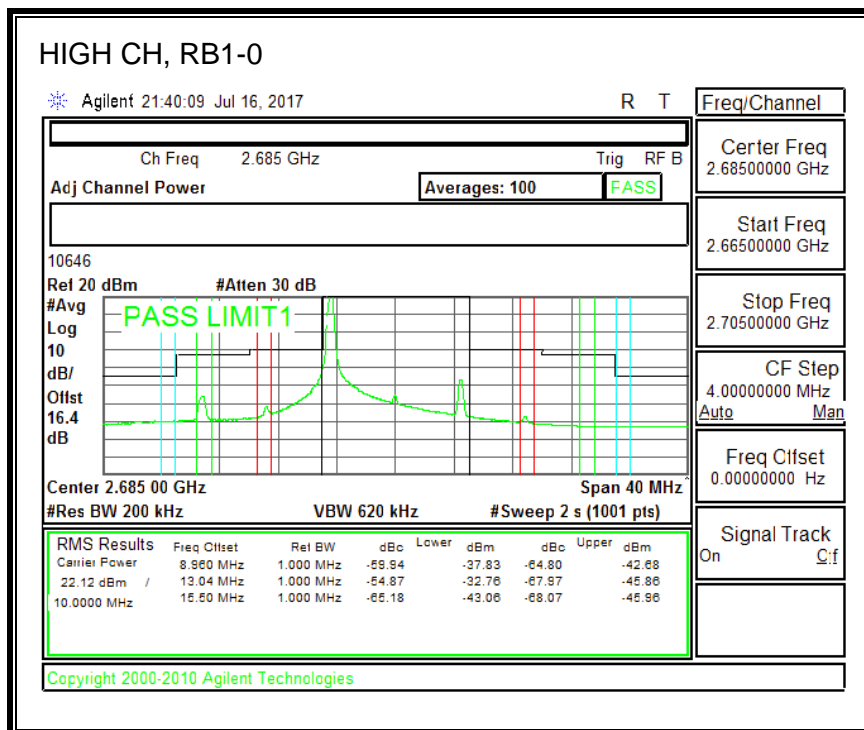 HIGH CH, RB1-0
Agilent 21:40:09 Jul 16, 2017 R T
Freq/Channel
Ch Freq 2.685 GHz Trig RF B
Adj Channel Power Averages: 100 PASS
10646
Ref 20 dBm #Atten 30 dB
#Avg
Log
10
dB/
Offst
16.4
dB
PASS LIMIT1
Center 2.685 00 GHz Span 40 MHz
#Res BW 200 kHz VBW 620 kHz #Sweep 2 s (1001 pts)
RMS Results Freq Offset Ref BW dBc Lower dBm dBc Upper dBm
Carrier Power 8.960 MHz 1.000 MHz -59.94 -37.83 -64.80 -42.68
22.12 dBm / 13.04 MHz 1.000 MHz -54.87 -32.76 -67.97 -45.86
10.0000 MHz 15.50 MHz 1.000 MHz -65.18 -43.06 -68.07 -45.96
Copyright 2000-2010 Agilent Technologies
Center Freq
2.68500000 GHz
Start Freq
2.66500000 GHz
Stop Freq
2.70500000 GHz
CF Step
4.00000000 MHz
Auto Man
Freq Offset
0.00000000 Hz
Signal Track
On Off